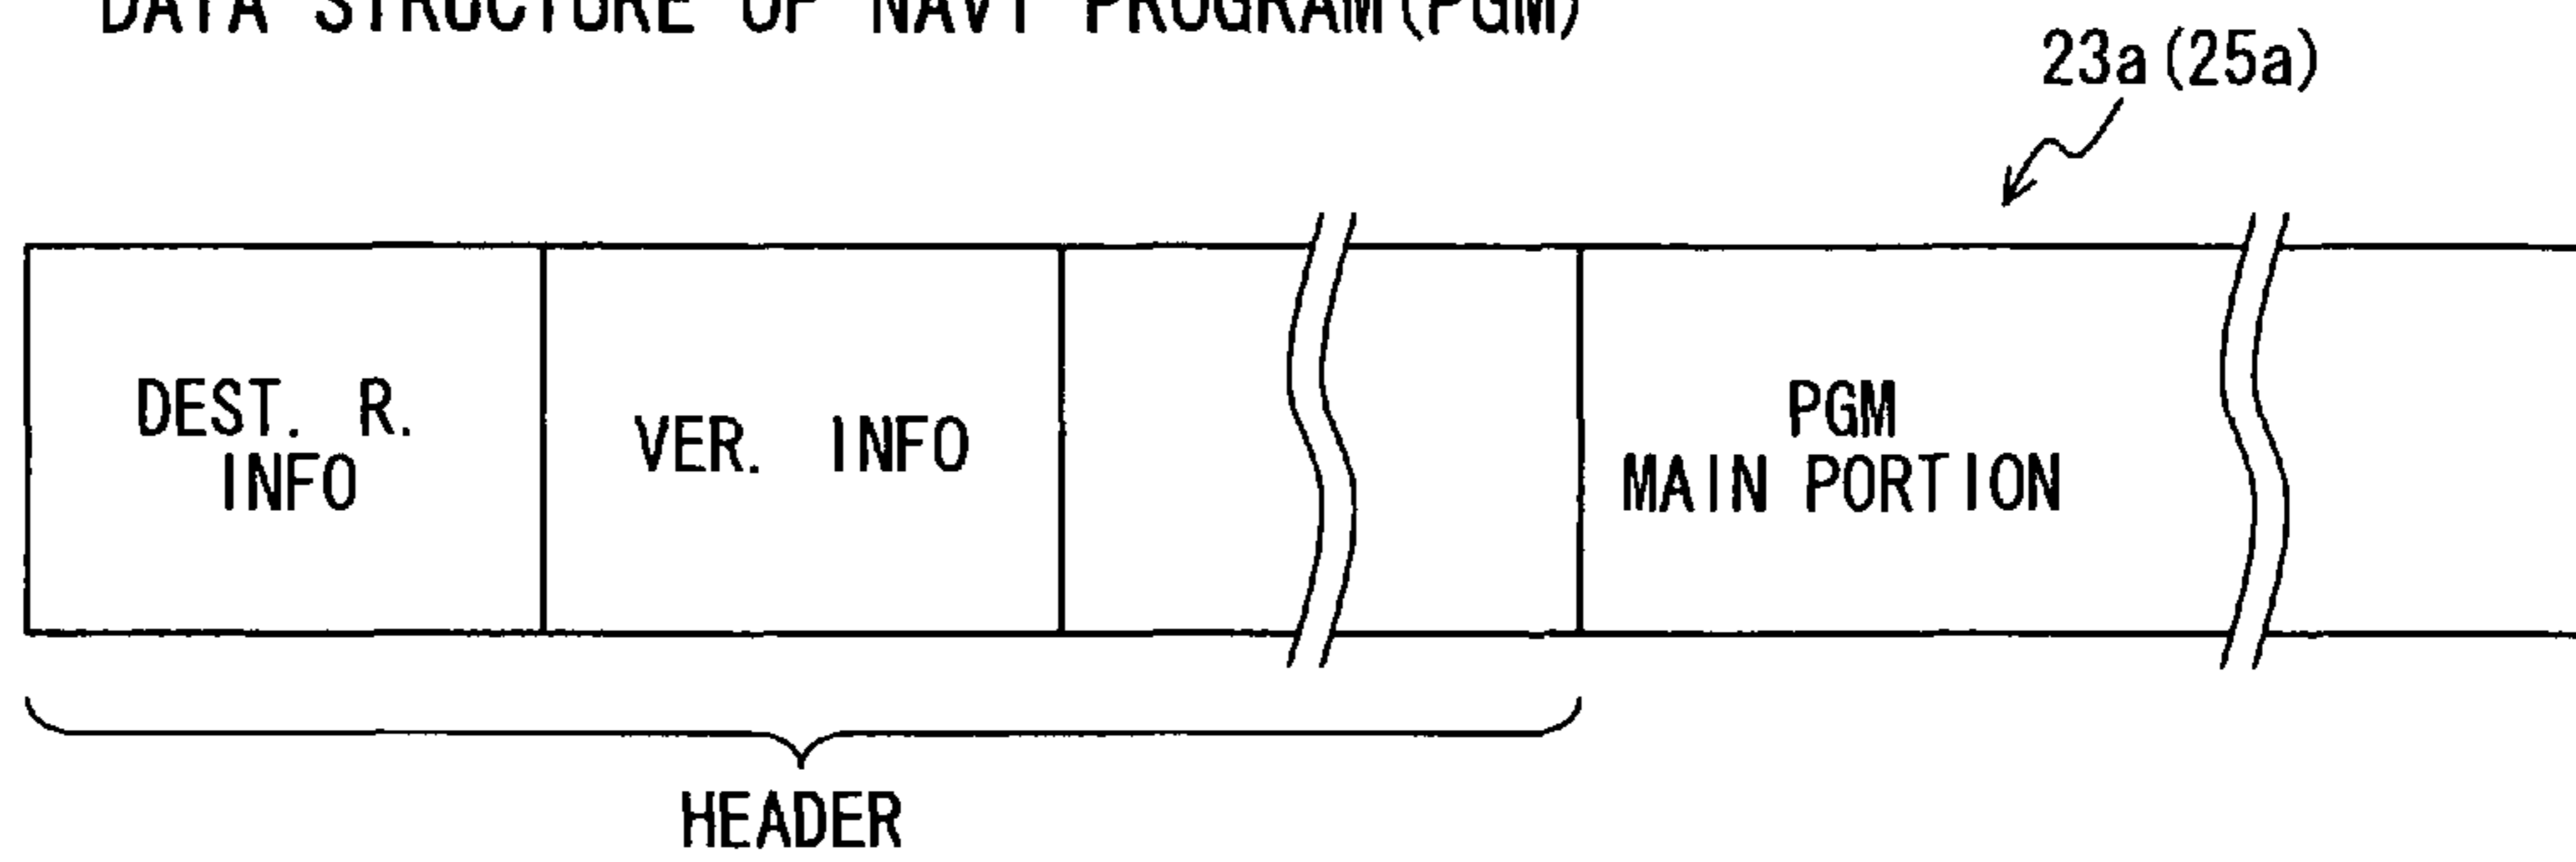 DATA STRUCTURE OF NAVI PROGRAM(PGM)
23a(25a)
DEST. R.
INFO
VER. INFO
PGM
MAIN PORTION
HEADER